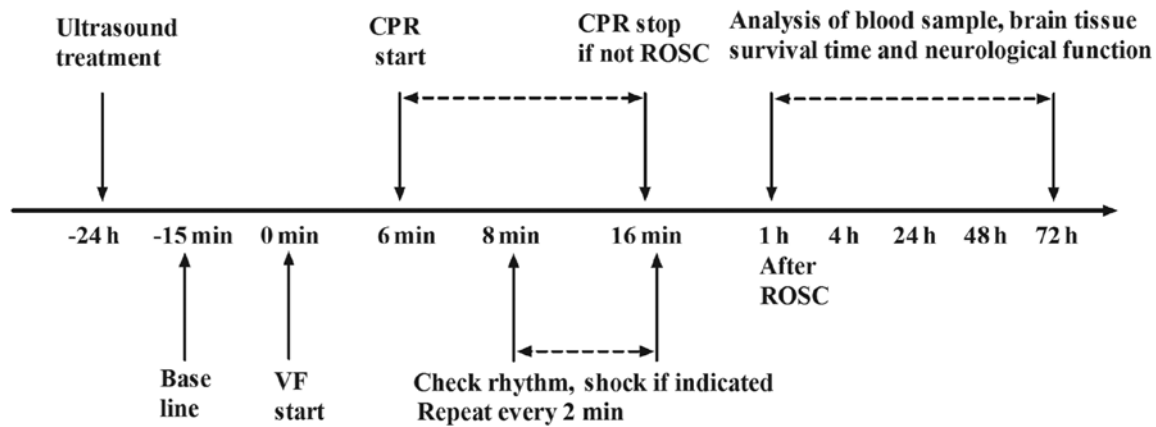 Ultrasound
treatment
CPR
start
CPR stop
if not ROSC
Analysis of blood sample, brain tissue
survival time and neurological function
-24 h
-15 min
0 min
6 min
8 min
16 min
1 h
4 h
24 h
48 h
72 h
After
ROSC
Base
line
VF
start
Check rhythm, shock if indicated
Repeat every 2 min